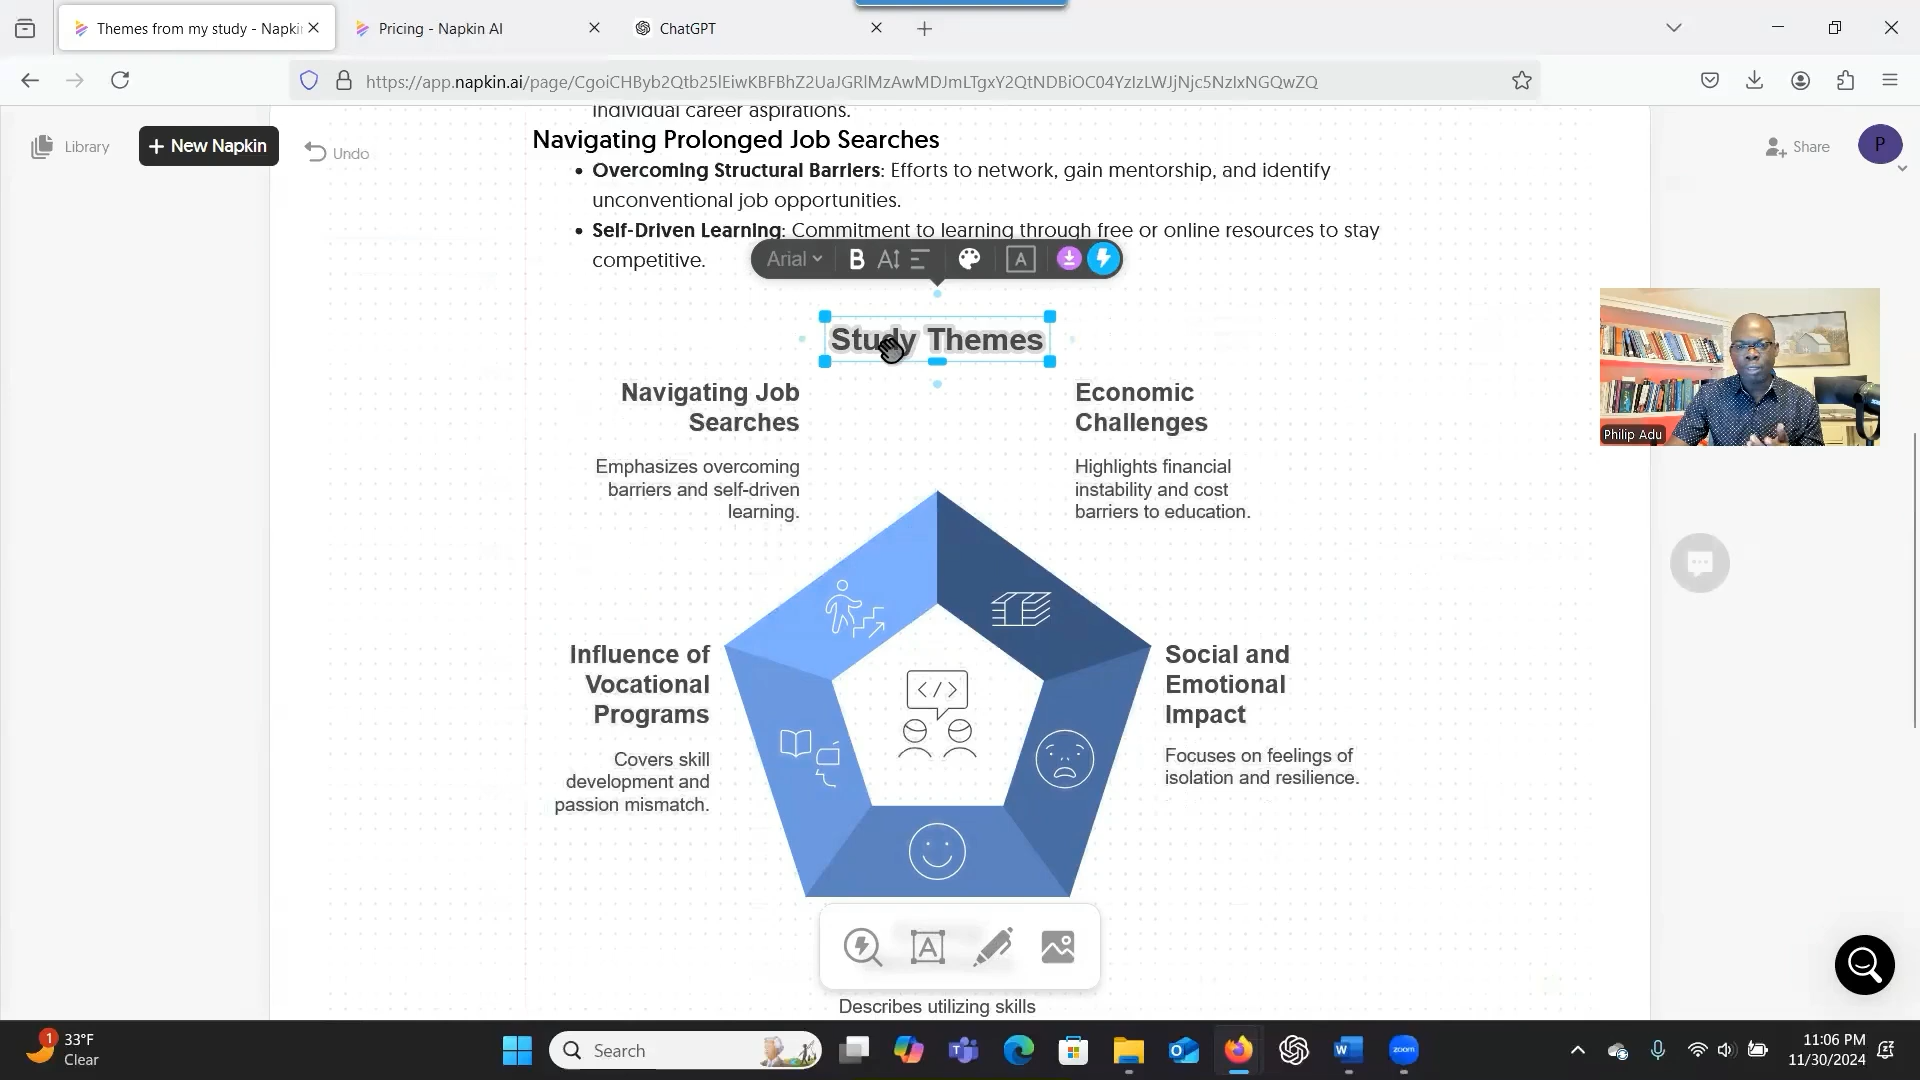 Themes from my study - Napki
Pricing - Napkin AI
ChatGPT
https://app.napkin.ai/page/CgoiCHByb2Qtb25lEiwKBFBhZ2UaJGRlMzAwMDJmLTgxY2QtNDBiOC04YzIzLWJjNjc5NzIxNGQwZQ
Library
+ New Napkin
Undo
Share
P
Individual career aspirations.
Navigating Prolonged Job Searches
• Overcoming Structural Barriers: Efforts to network, gain mentorship, and identify
unconventional job opportunities.
• Self-Driven Learning: Commitment to learning through free or online resources to stay
competitive.
Arial
B
A
A
Study Themes
Navigating Job
Searches
Emphasizes overcoming
barriers and self-driven
learning.
Economic
Challenges
Highlights financial
instability and cost
barriers to education.
Philip Adu
Influence of
Vocational
Programs
Covers skill
development and
passion mismatch.
</>
Social and
Emotional
Impact
Focuses on feelings of
isolation and resilience.
A
Describes utilizing skills
1
33°F
Clear
Search
T
W
zoom
11:06 PM
11/30/2024